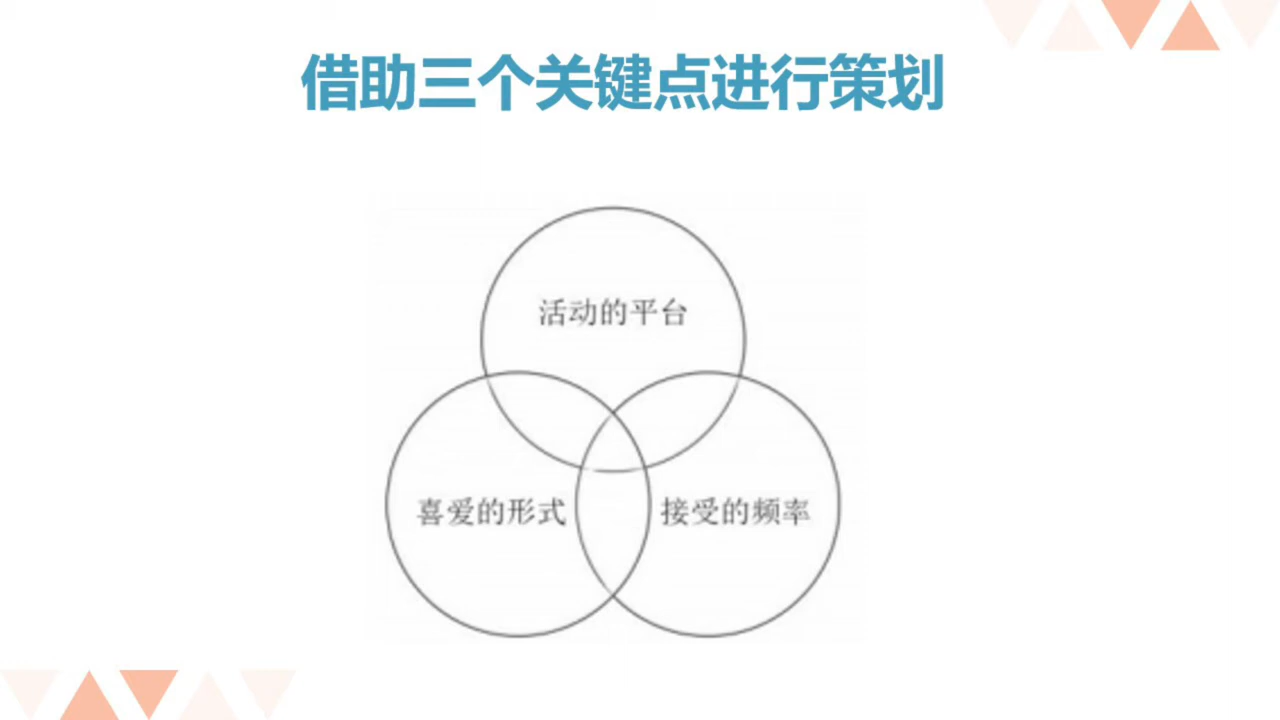 借助三个关键点进行策划
活动的平台
喜爱的形式
接受的频率